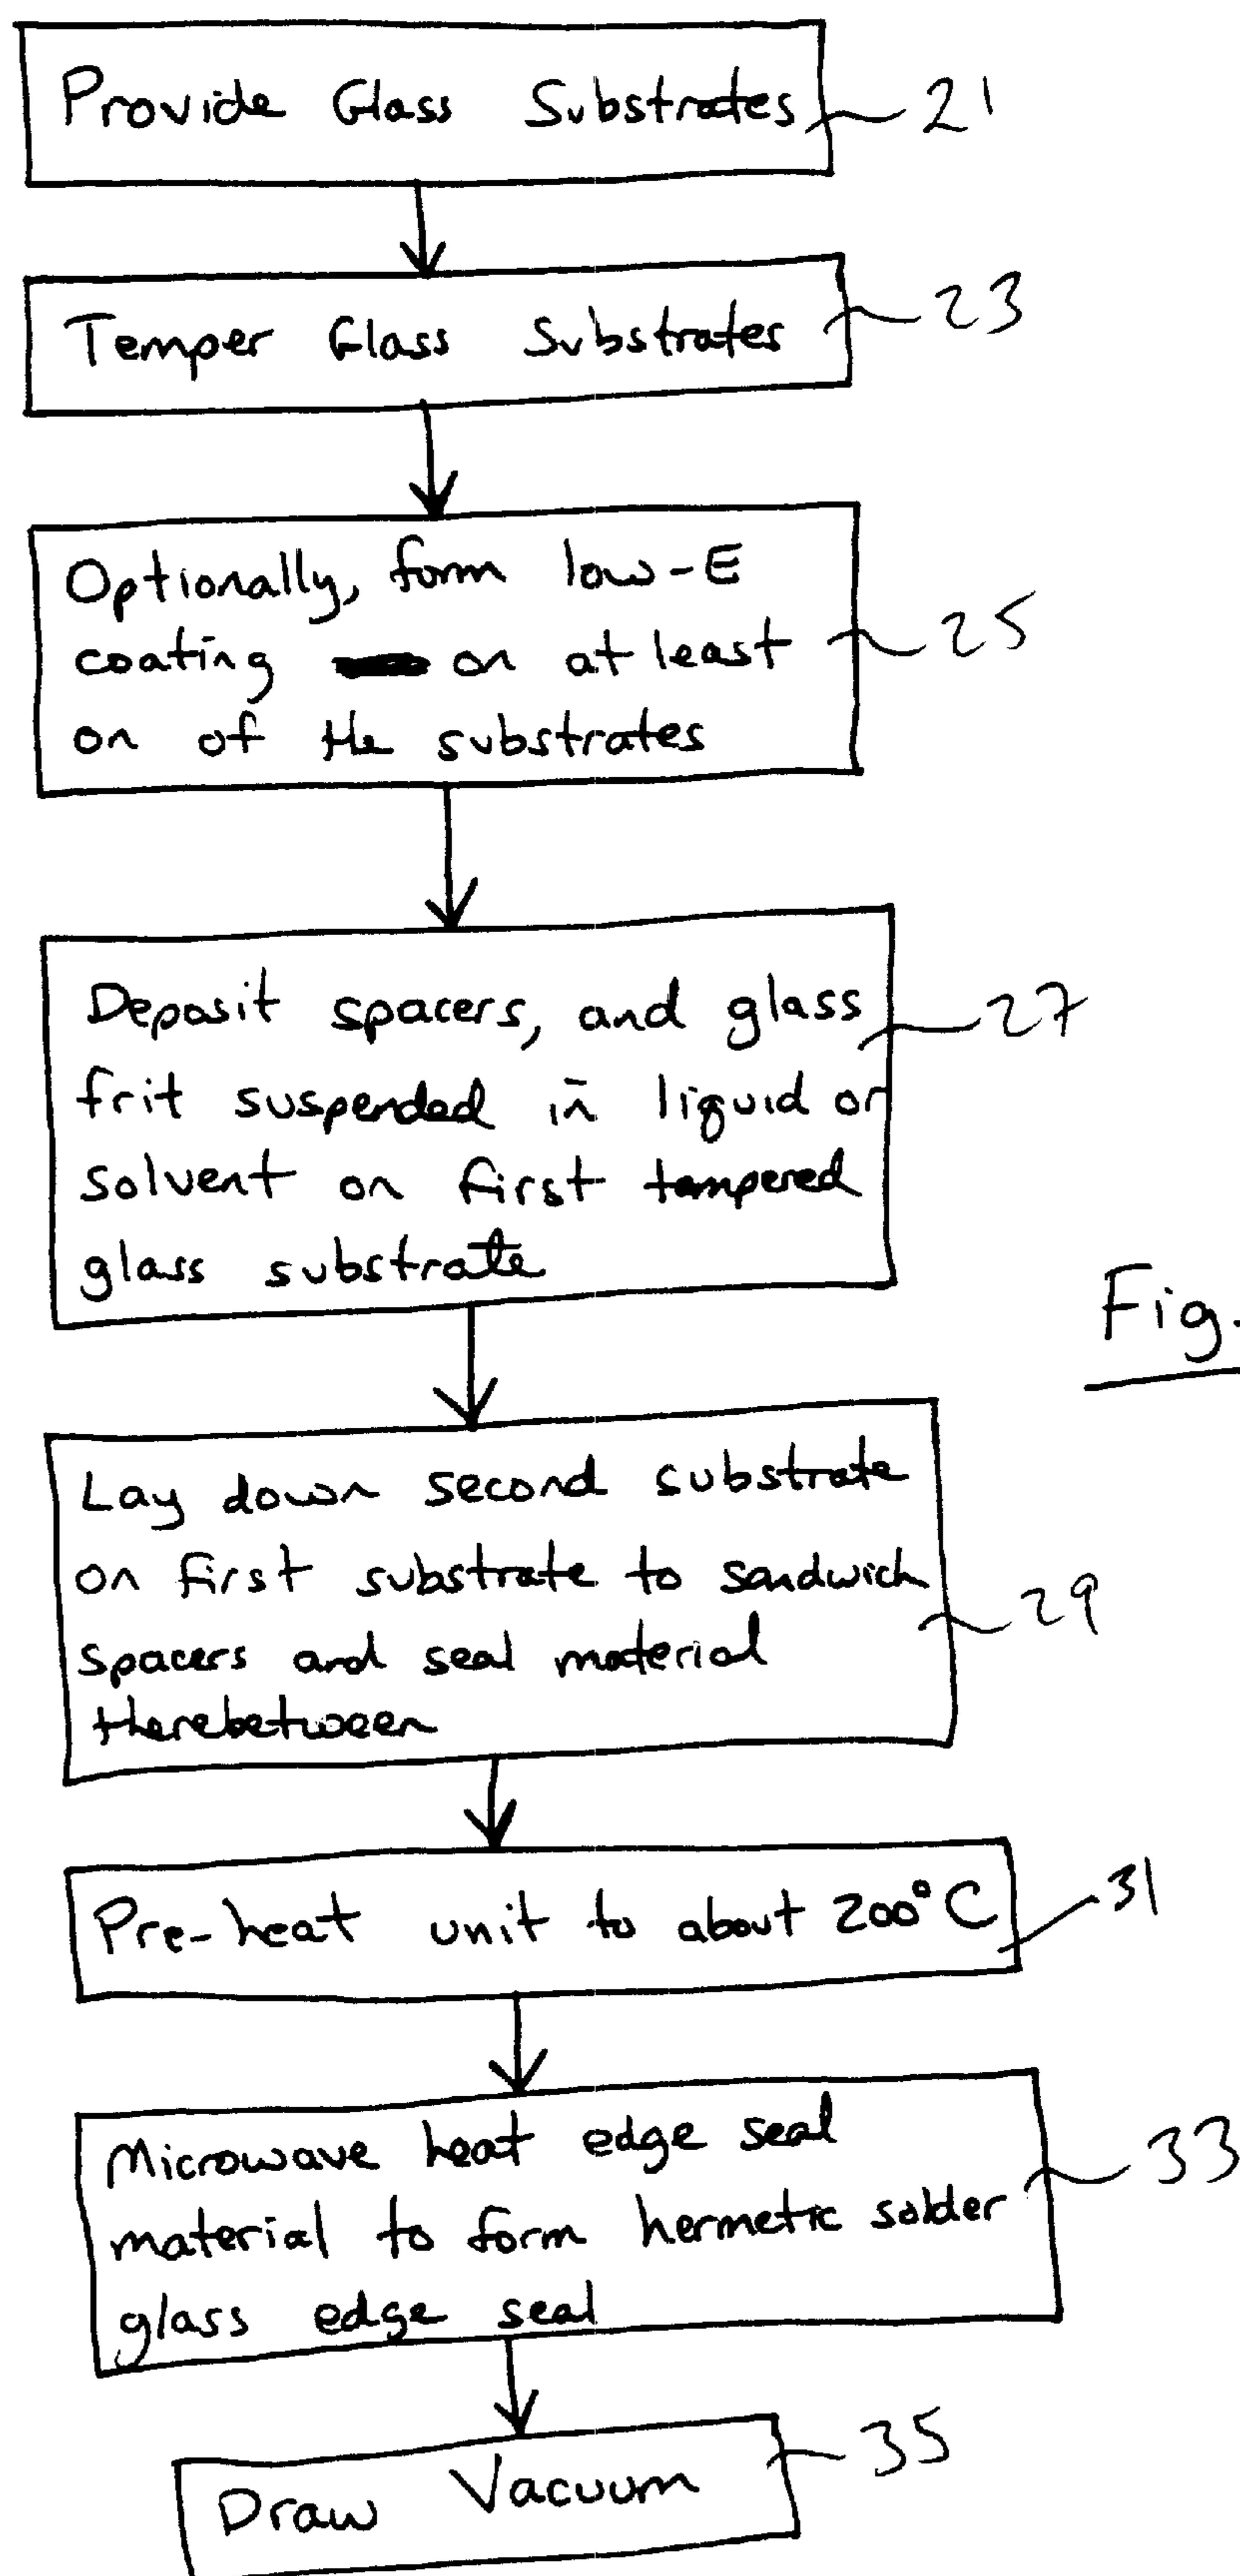 Provide Glass Substrates 21
Temper Glass Substrates 23
Optionally, form low-E
coating on at least 25
on of the substrates
Deposit spacers, and glass 27
frit suspended in liquid or
solvent on first tempered
glass substrate
Fig.
Lay down second substrate
on first substrate to sandwich 29
spacers and seal material
therebetween
Pre-heat unit to about 200°C 31
Microwave heat edge seal 33
material to form hermetic solder
glass edge seal
Draw Vacuum 35